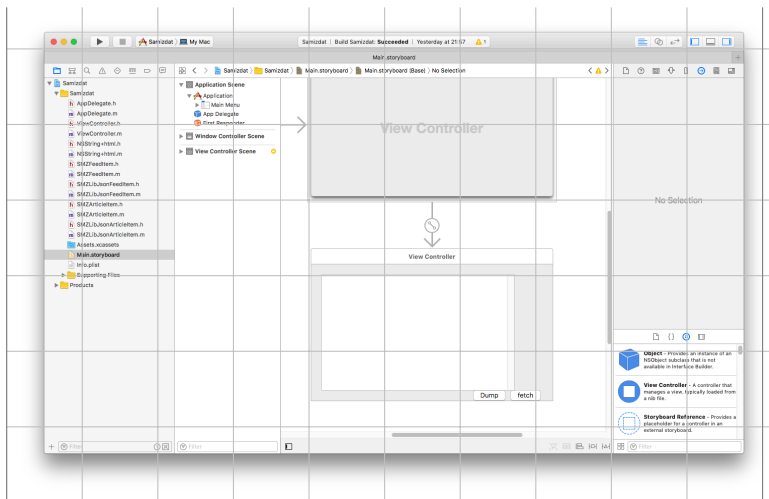 Samizdat
My Mac
Samizdat | Build Samizdat: Succeeded | Yesterday at 21:57
1
Main.storyboard
Samizdat
Samizdat
Main.storyboard
Main.storyboard (Base)
No Selection
Samizdat
Samizdat
AppDelegate.h
AppDelegate.m
ViewController.h
ViewController.m
NSString+html.h
NSString+html.m
SMZFeedItem.h
SMZFeedItem.m
SMZLibJsonFeedItem.h
SMZLibJsonFeedItem.m
SMZArticleItem.h
SMZArticleItem.m
SMZLibJsonArticleItem.h
SMZLibJsonArticleItem.m
Assets.xcassets
Main.storyboard
Info.plist
Supporting Files
Products
Filter
Application Scene
Application
Main Menu
App Delegate
First Responder
Window Controller Scene
View Controller Scene
Filter
View Controller
View Controller
Dump
fetch
No Selection
Object - Provides an instance of an
NSObject subclass that is not
available in Interface Builder.
View Controller - A controller that
manages a view, typically loaded from
a nib file.
Storyboard Reference - Provides a
placeholder for a controller in an
external storyboard.
Filter